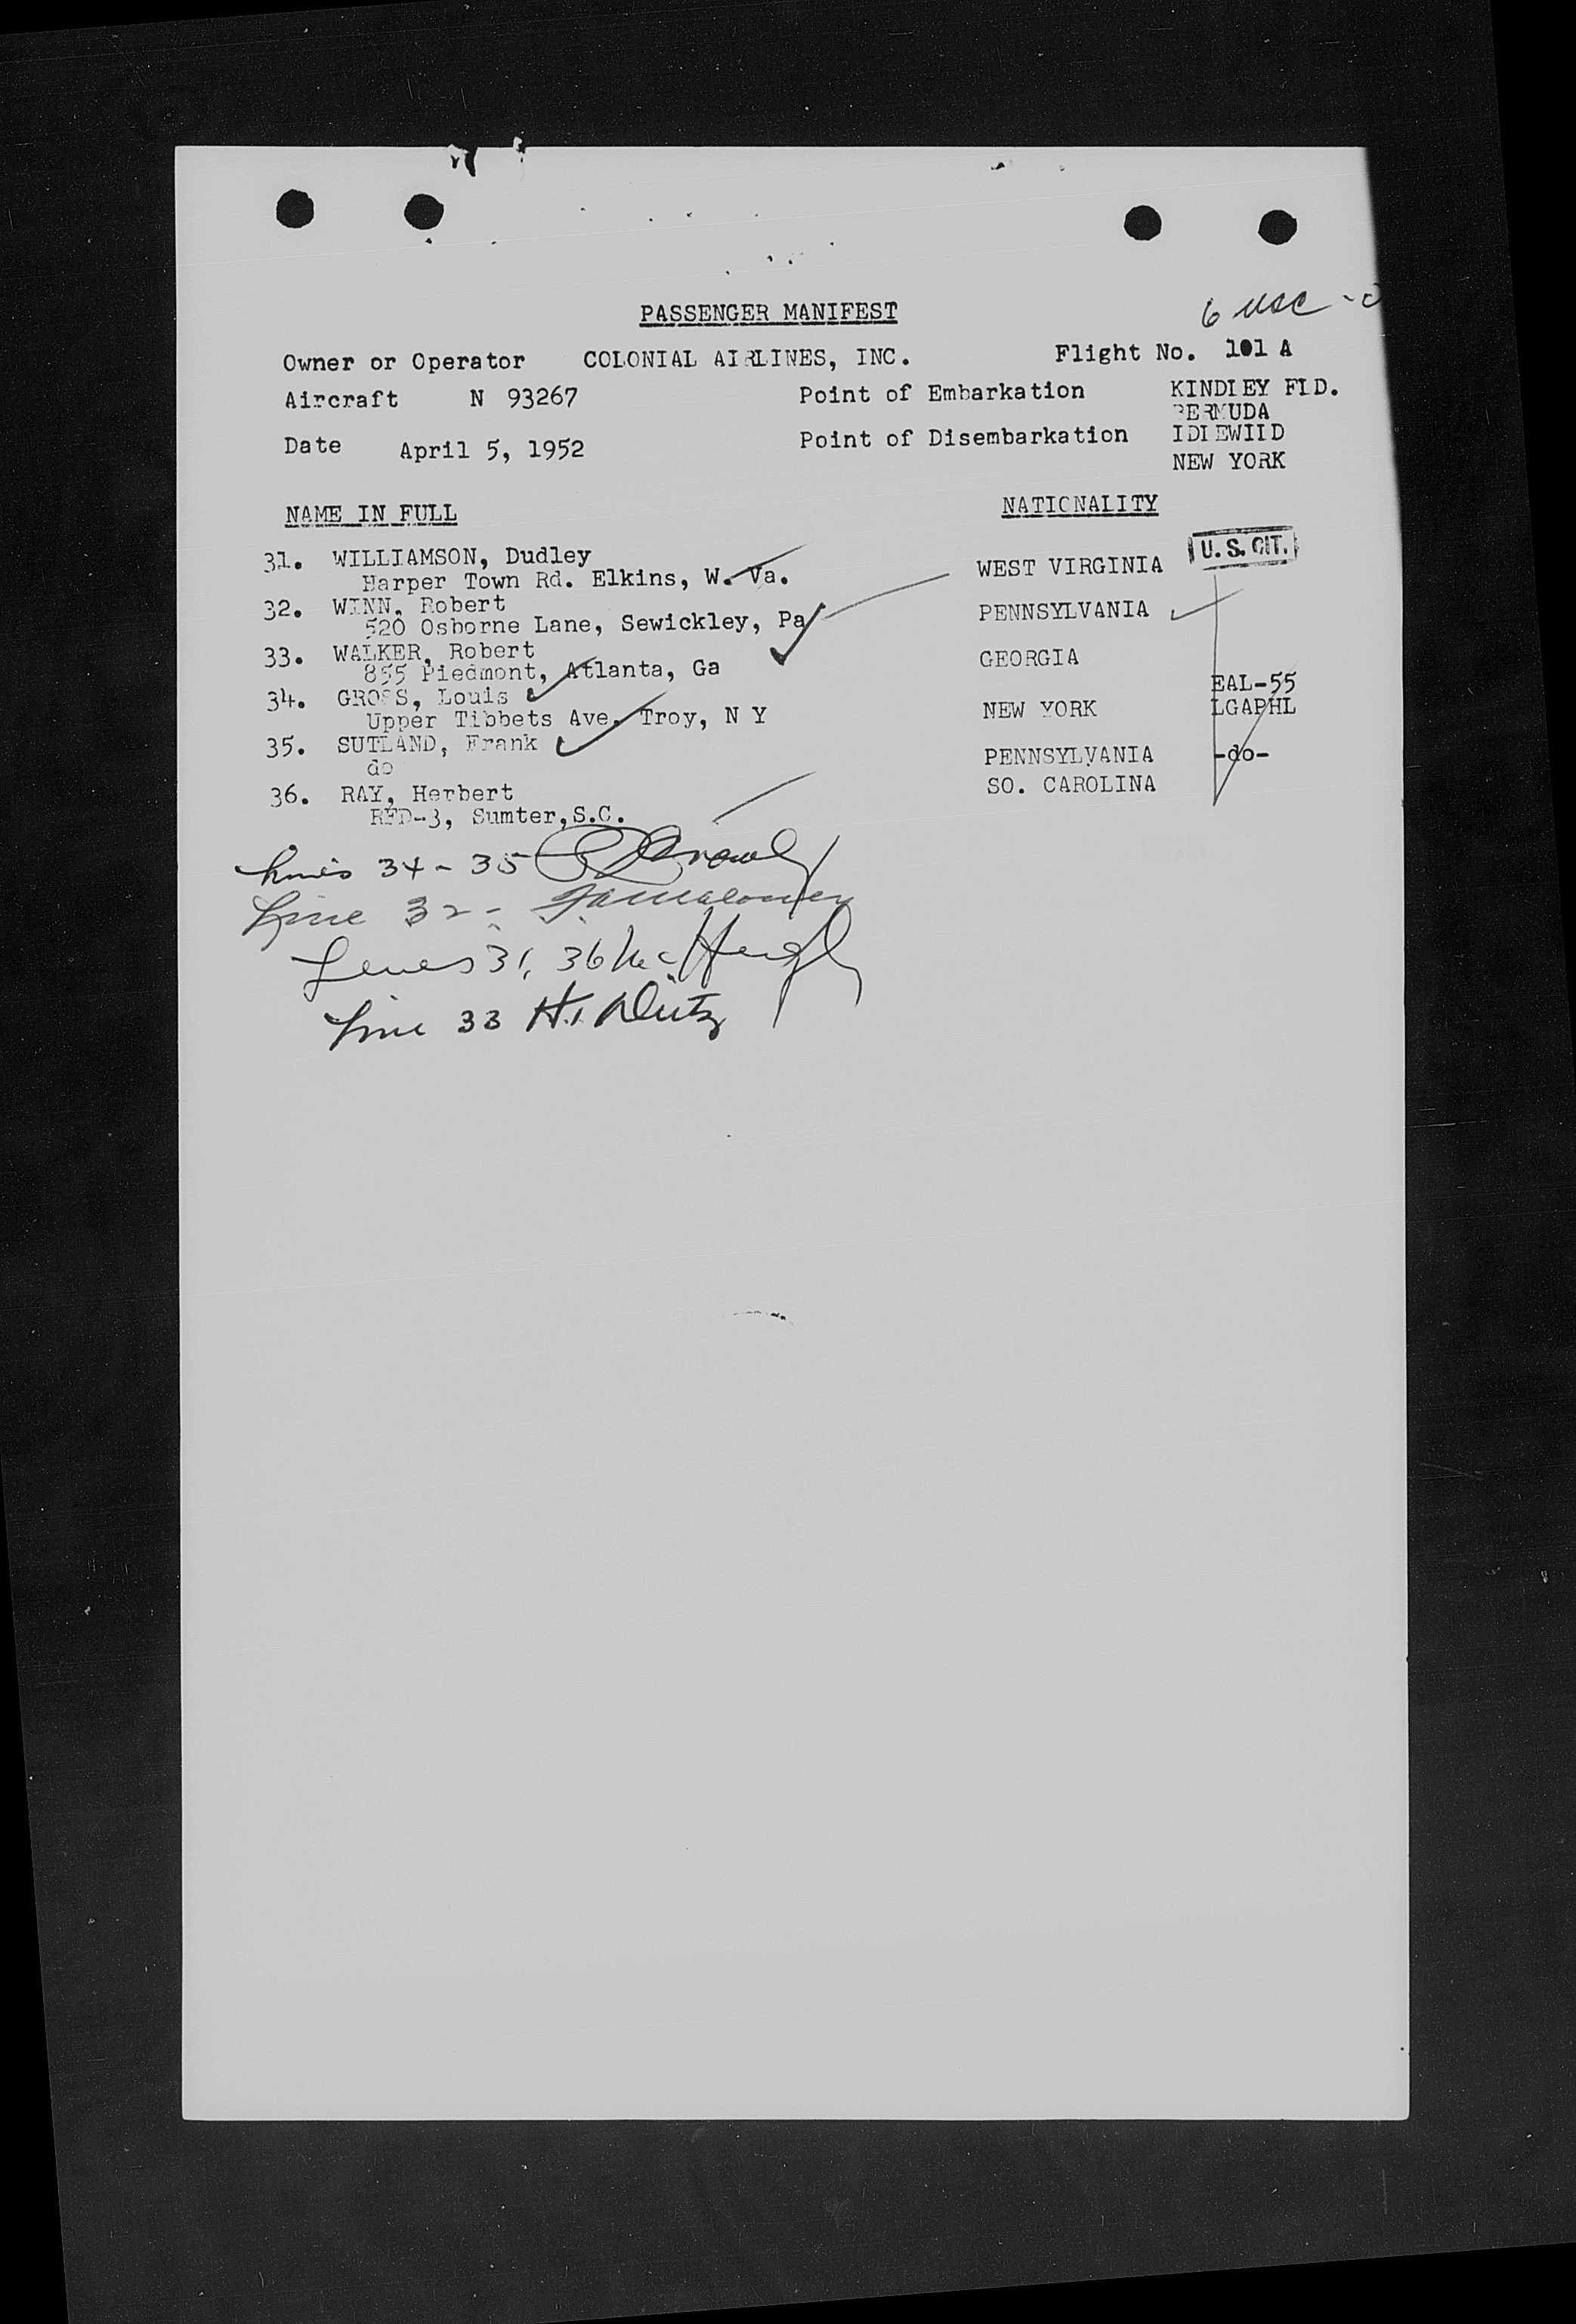 6 usc
PASSENGER MANIFEST
Owner or Operator COLONIAL AIRLINES, INC. Flight No. 101 A
Aircraft N 93267 Point of Embarkation KINDLEY FLD.
BERMUDA
Date April 5, 1952 Point of Disembarkation IDLEWILD
NEW YORK
NAME IN FULL NATIONALITY
31. WILLIAMSON, Dudley WEST VIRGINIA U. S. CIT.
Harper Town Rd. Elkins, W. Va.
32. WINN, Robert PENNSYLVANIA
520 Osborne Lane, Sewickley, Pa
33. WALKER, Robert GEORGIA
855 Piedmont, Atlanta, Ga
EAL-55
34. GROSS, Louis NEW YORK LGAPHL
Upper Tibbets Ave. Troy, N Y
35. SUTLAND, Frank PENNSYLVANIA -do-
do
36. RAY, Herbert SO. CAROLINA
RFD-3, Sumter, S.C.
Lines 34 - 35
Line 32 -
Lines 31, 36 McHugh
Line 33 H.